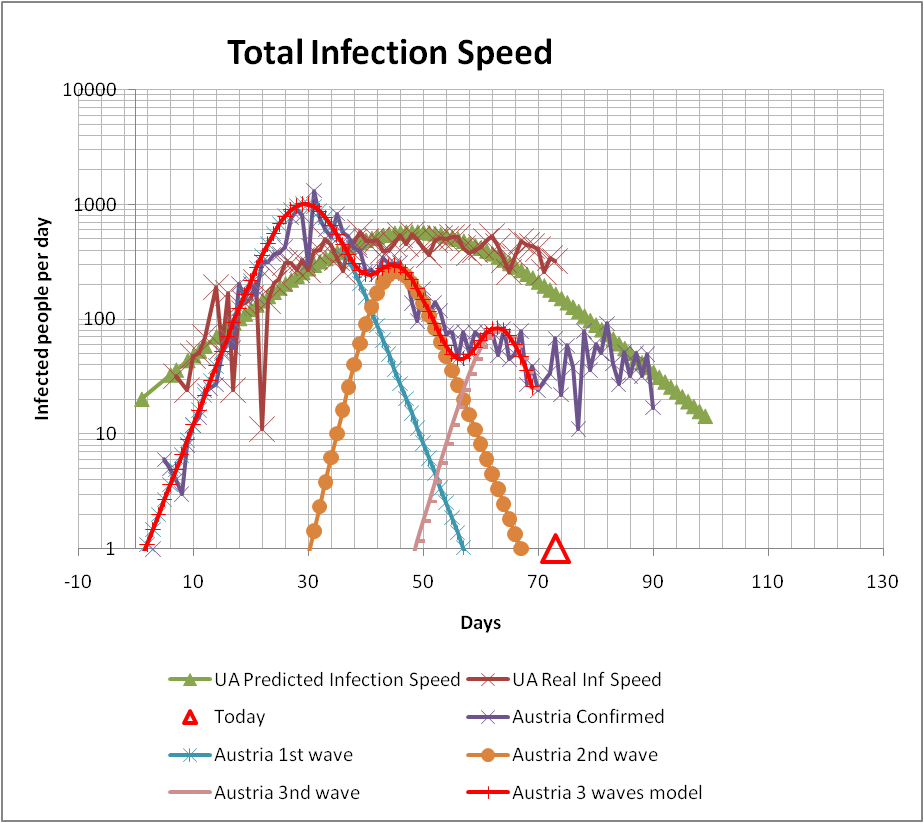 Total Infection Speed
Infected people per day
10000
1000
100
10
1
-10 10 30 50 70 90 110 130
Days
UA Predicted Infection Speed UA Real Inf Speed
Today Austria Confirmed
Austria 1st wave Austria 2nd wave
Austria 3nd wave Austria 3 waves model